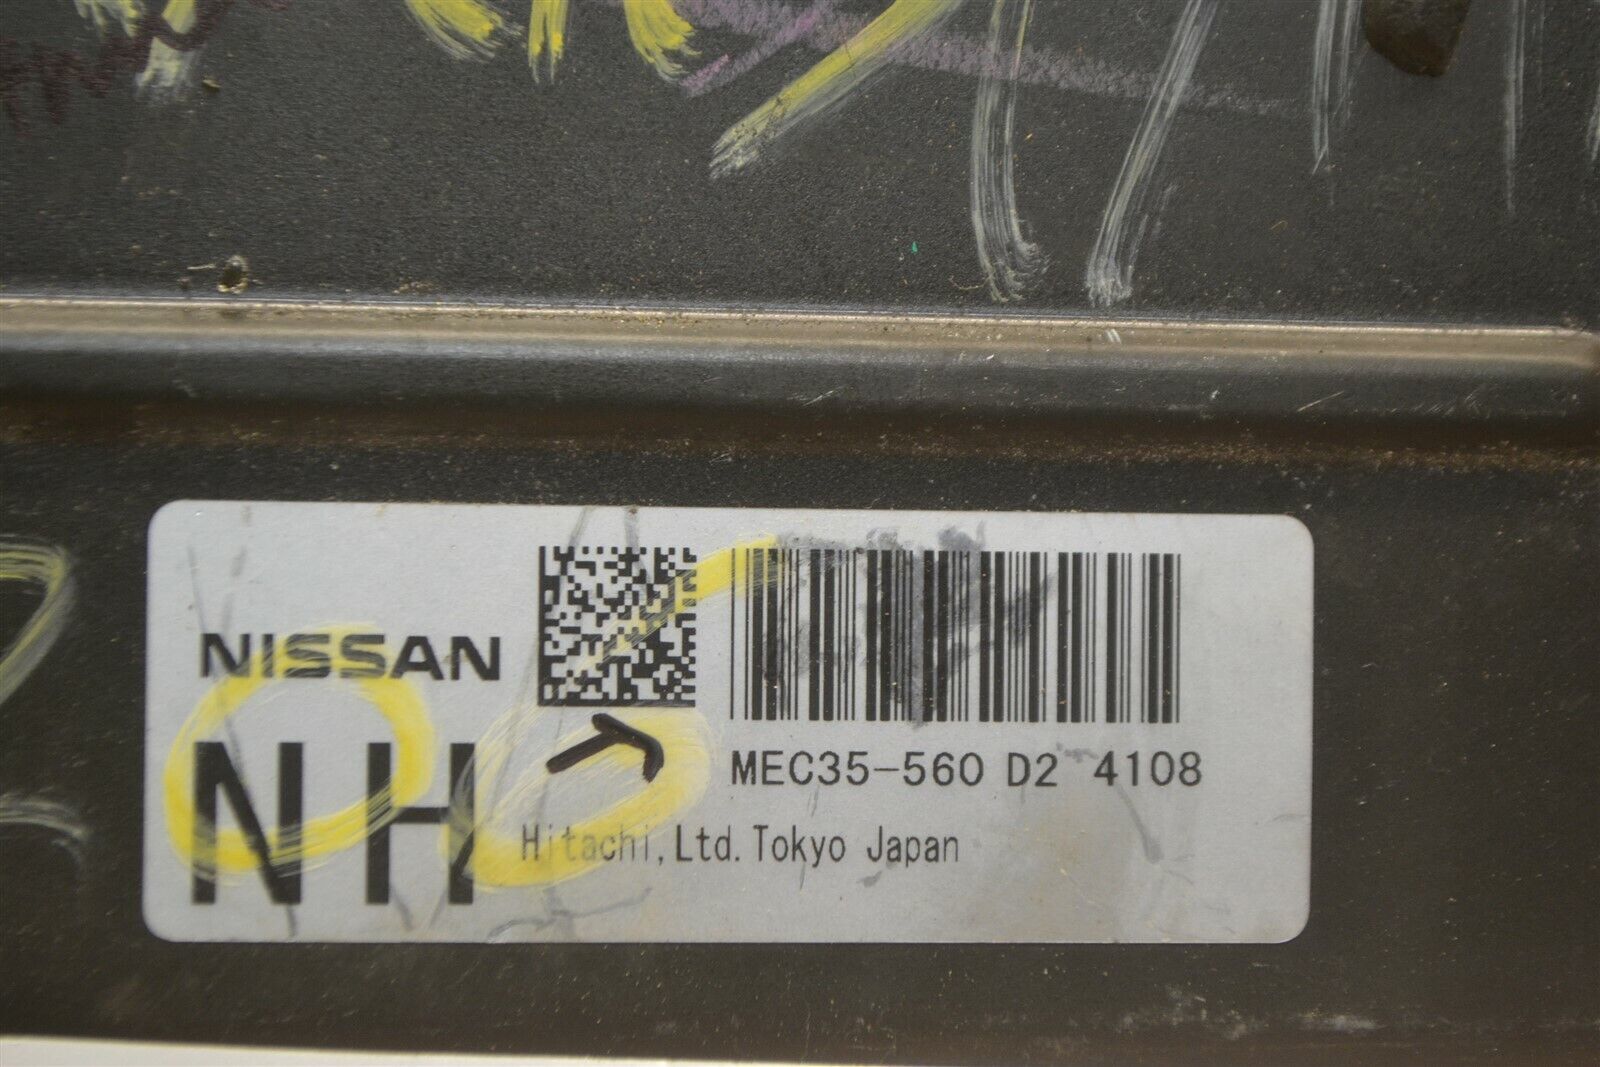 NISSAN
NH
MEC35-560 D2 4108
Hitachi, Ltd. Tokyo Japan